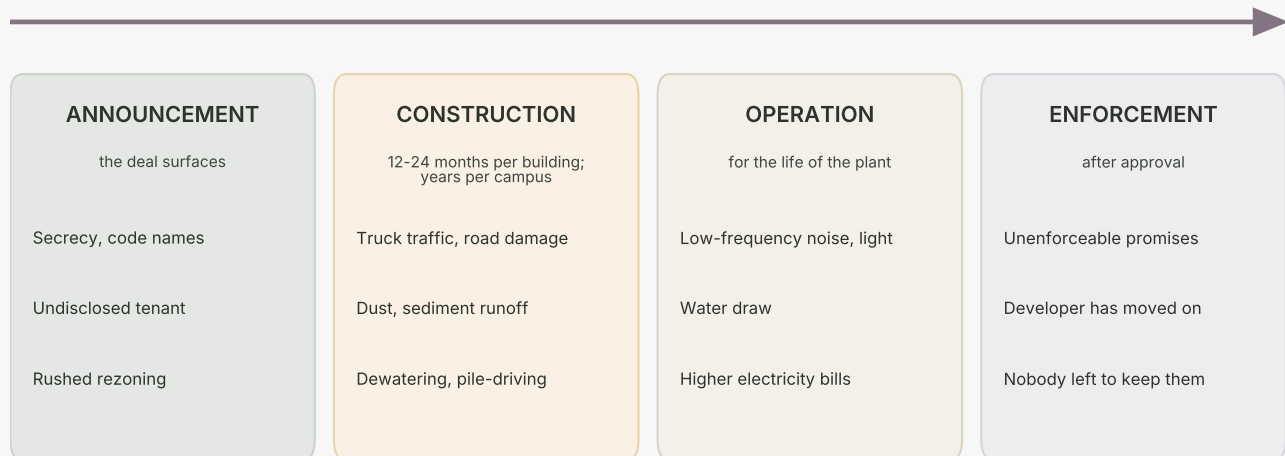 ANNOUNCEMENT
the deal surfaces
Secrecy, code names
Undisclosed tenant
Rushed rezoning
CONSTRUCTION
12-24 months per building;
years per campus
Truck traffic, road damage
Dust, sediment runoff
Dewatering, pile-driving
OPERATION
for the life of the plant
Low-frequency noise, light
Water draw
Higher electricity bills
ENFORCEMENT
after approval
Unenforceable promises
Developer has moved on
Nobody left to keep them